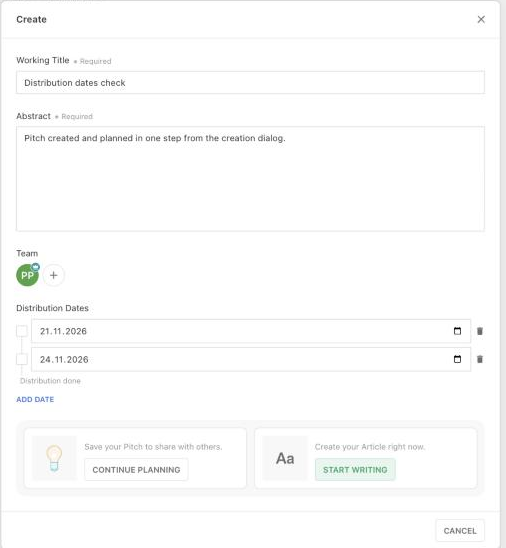 Create
Working Title • Required
Distribution dates check
Abstract • Required
Pitch created and planned in one step from the creation dialog.
Team
PP
Distribution Dates
21.11.2026
24.11.2026
Distribution done
ADD DATE
Save your Pitch to share with others.
CONTINUE PLANNING
Aa
Create your Article right now.
START WRITING
CANCEL